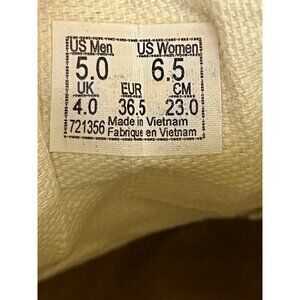 US Men US Women
5.0 6.5
UK EUR CM
4.0 36.5 23.0
Made in Vietnam
721356 Fabriqué en Vietnam